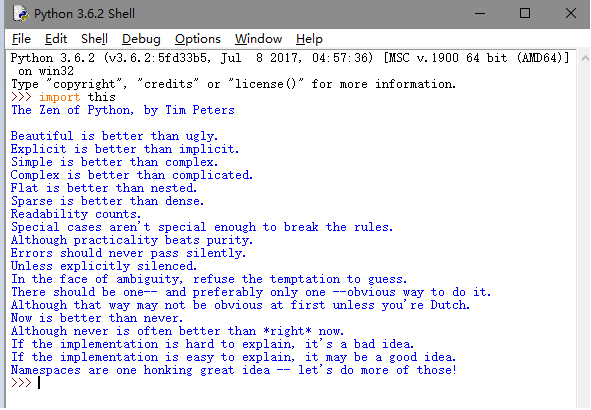 Python 3.6.2 Shell
File Edit Shell Debug Options Window Help
Python 3.6.2 (v3.6.2:5fd33b5, Jul  8 2017, 04:57:36) [MSC v.1900 64 bit (AMD64)]
 on win32
Type "copyright", "credits" or "license()" for more information.
>>> import this
The Zen of Python, by Tim Peters

Beautiful is better than ugly.
Explicit is better than implicit.
Simple is better than complex.
Complex is better than complicated.
Flat is better than nested.
Sparse is better than dense.
Readability counts.
Special cases aren't special enough to break the rules.
Although practicality beats purity.
Errors should never pass silently.
Unless explicitly silenced.
In the face of ambiguity, refuse the temptation to guess.
There should be one-- and preferably only one --obvious way to do it.
Although that way may not be obvious at first unless you're Dutch.
Now is better than never.
Although never is often better than *right* now.
If the implementation is hard to explain, it's a bad idea.
If the implementation is easy to explain, it may be a good idea.
Namespaces are one honking great idea -- let's do more of those!
>>>